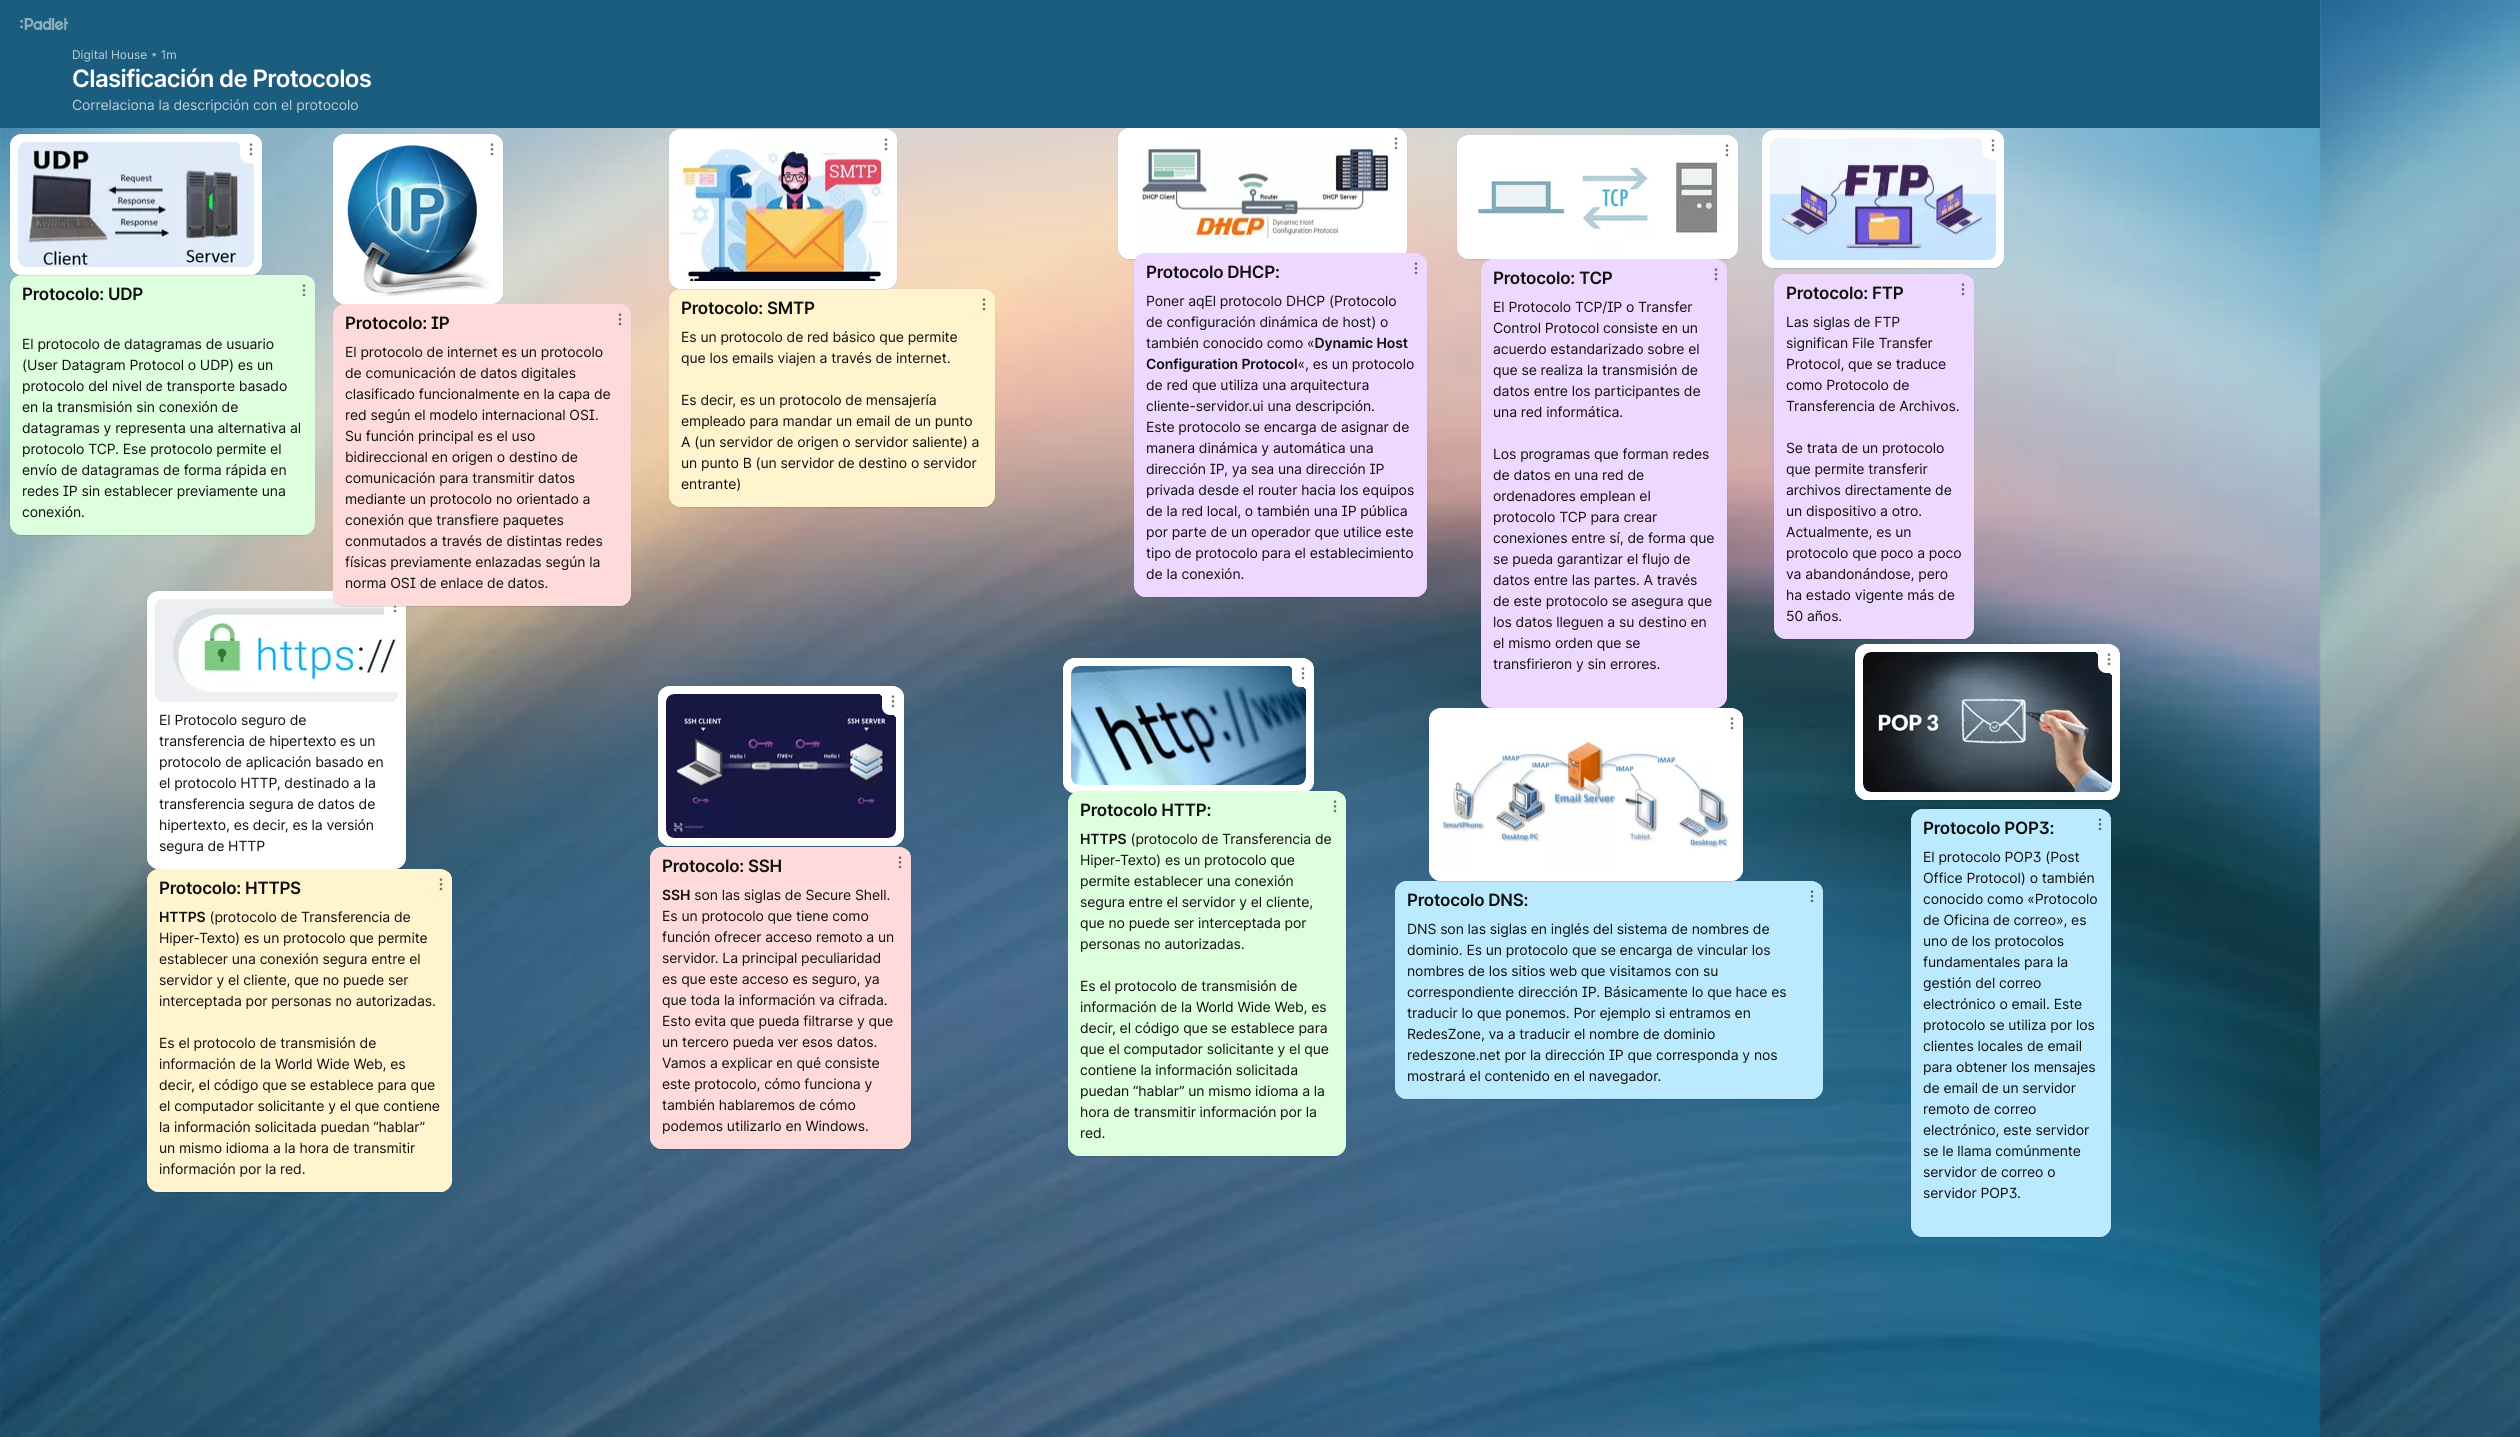 :Padlet
Digital House • 1m
Clasificación de Protocolos
Correlaciona la descripción con el protocolo
UDP
Request
Response
Response
Client
Server
Protocolo: UDP
El protocolo de datagramas de usuario
(User Datagram Protocol o UDP) es un
protocolo del nivel de transporte basado
en la transmisión sin conexión de
datagramas y representa una alternativa al
protocolo TCP. Ese protocolo permite el
envío de datagramas de forma rápida en
redes IP sin establecer previamente una
conexión.
IP
Protocolo: IP
El protocolo de internet es un protocolo
de comunicación de datos digitales
clasificado funcionalmente en la capa de
red según el modelo internacional OSI.
Su función principal es el uso
bidireccional en origen o destino de
comunicación para transmitir datos
mediante un protocolo no orientado a
conexión que transfiere paquetes
conmutados a través de distintas redes
físicas previamente enlazadas según la
norma OSI de enlace de datos.
SMTP
Protocolo: SMTP
Es un protocolo de red básico que permite
que los emails viajen a través de internet.
Es decir, es un protocolo de mensajería
empleado para mandar un email de un punto
A (un servidor de origen o servidor saliente) a
un punto B (un servidor de destino o servidor
entrante)
DHCP Client
Router
DHCP Server
DHCP
Dynamic Host
Configuration Protocol
Protocolo DHCP:
Poner aqEl protocolo DHCP (Protocolo
de configuración dinámica de host) o
también conocido como «Dynamic Host
Configuration Protocol«, es un protocolo
de red que utiliza una arquitectura
cliente-servidor.ui una descripción.
Este protocolo se encarga de asignar de
manera dinámica y automática una
dirección IP, ya sea una dirección IP
privada desde el router hacia los equipos
de la red local, o también una IP pública
por parte de un operador que utilice este
tipo de protocolo para el establecimiento
de la conexión.
TCP
Protocolo: TCP
El Protocolo TCP/IP o Transfer
Control Protocol consiste en un
acuerdo estandarizado sobre el
que se realiza la transmisión de
datos entre los participantes de
una red informática.
Los programas que forman redes
de datos en una red de
ordenadores emplean el
protocolo TCP para crear
conexiones entre sí, de forma que
se pueda garantizar el flujo de
datos entre las partes. A través
de este protocolo se asegura que
los datos lleguen a su destino en
el mismo orden que se
transfirieron y sin errores.
FTP
Protocolo: FTP
Las siglas de FTP
significan File Transfer
Protocol, que se traduce
como Protocolo de
Transferencia de Archivos.
Se trata de un protocolo
que permite transferir
archivos directamente de
un dispositivo a otro.
Actualmente, es un
protocolo que poco a poco
va abandonándose, pero
ha estado vigente más de
50 años.
https://
El Protocolo seguro de
transferencia de hipertexto es un
protocolo de aplicación basado en
el protocolo HTTP, destinado a la
transferencia segura de datos de
hipertexto, es decir, es la versión
segura de HTTP
Protocolo: HTTPS
HTTPS (protocolo de Transferencia de
Hiper-Texto) es un protocolo que permite
establecer una conexión segura entre el
servidor y el cliente, que no puede ser
interceptada por personas no autorizadas.
Es el protocolo de transmisión de
información de la World Wide Web, es
decir, el código que se establece para que
el computador solicitante y el que contiene
la información solicitada puedan “hablar”
un mismo idioma a la hora de transmitir
información por la red.
SSH CLIENT
SSH SERVER
Hello !
Hello !
Protocolo: SSH
SSH son las siglas de Secure Shell.
Es un protocolo que tiene como
función ofrecer acceso remoto a un
servidor. La principal peculiaridad
es que este acceso es seguro, ya
que toda la información va cifrada.
Esto evita que pueda filtrarse y que
un tercero pueda ver esos datos.
Vamos a explicar en qué consiste
este protocolo, cómo funciona y
también hablaremos de cómo
podemos utilizarlo en Windows.
http://www
Protocolo HTTP:
HTTPS (protocolo de Transferencia de
Hiper-Texto) es un protocolo que
permite establecer una conexión
segura entre el servidor y el cliente,
que no puede ser interceptada por
personas no autorizadas.
Es el protocolo de transmisión de
información de la World Wide Web, es
decir, el código que se establece para
que el computador solicitante y el que
contiene la información solicitada
puedan “hablar” un mismo idioma a la
hora de transmitir información por la
red.
IMAP
IMAP
IMAP
IMAP
Email Server
SmartPhone
Desktop PC
Tablet
Desktop PC
Protocolo DNS:
DNS son las siglas en inglés del sistema de nombres de
dominio. Es un protocolo que se encarga de vincular los
nombres de los sitios web que visitamos con su
correspondiente dirección IP. Básicamente lo que hace es
traducir lo que ponemos. Por ejemplo si entramos en
RedesZone, va a traducir el nombre de dominio
redeszone.net por la dirección IP que corresponda y nos
mostrará el contenido en el navegador.
POP 3
Protocolo POP3:
El protocolo POP3 (Post
Office Protocol) o también
conocido como «Protocolo
de Oficina de correo», es
uno de los protocolos
fundamentales para la
gestión del correo
electrónico o email. Este
protocolo se utiliza por los
clientes locales de email
para obtener los mensajes
de email de un servidor
remoto de correo
electrónico, este servidor
se le llama comúnmente
servidor de correo o
servidor POP3.